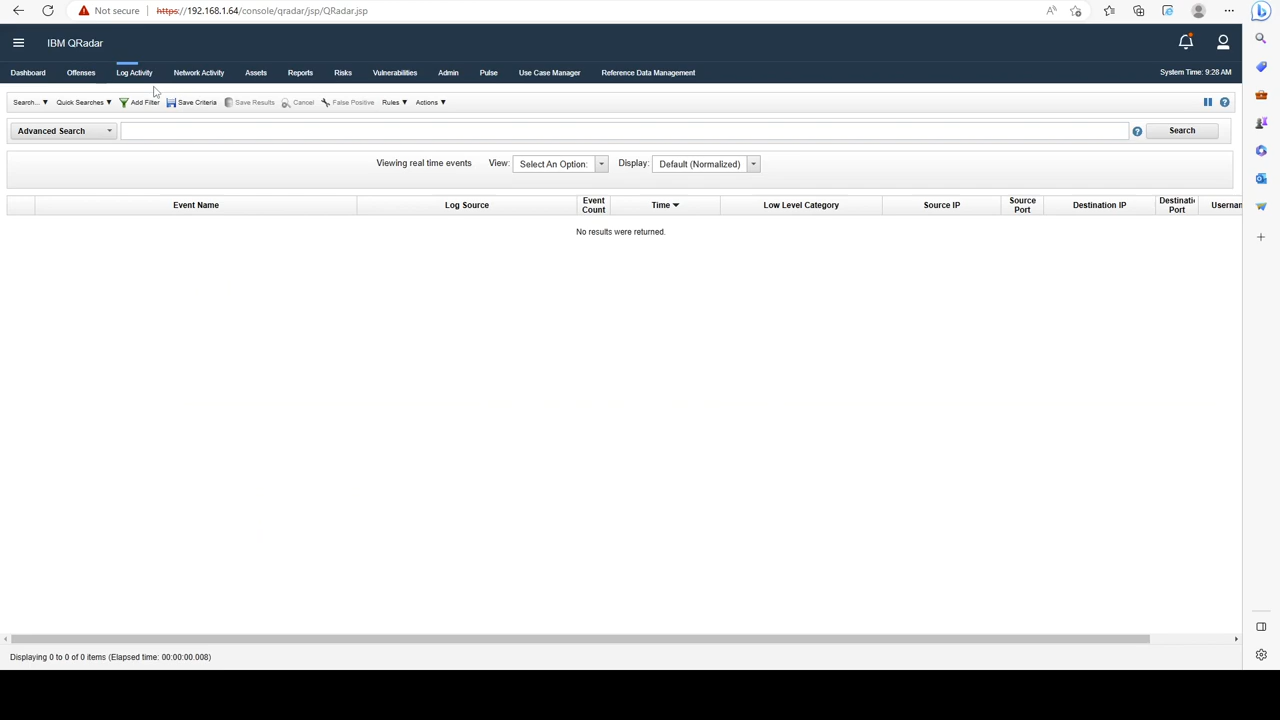 Not secure https://192.168.1.64/console/qradar/jsp/QRadar.jsp
IBM QRadar
Dashboard Offenses Log Activity Network Activity Assets Reports Risks Vulnerabilities Admin Pulse Use Case Manager Reference Data Management System Time: 9:28 AM
Search... Quick Searches Add Filter Save Criteria Save Results Cancel False Positive Rules Actions
Advanced Search Search
Viewing real time events View: Select An Option: Display: Default (Normalized)
Event Name Log Source Event Count Time Low Level Category Source IP Source Port Destination IP Destinati Port Usernam
No results were returned.
Displaying 0 to 0 of 0 items (Elapsed time: 00:00:00.008)